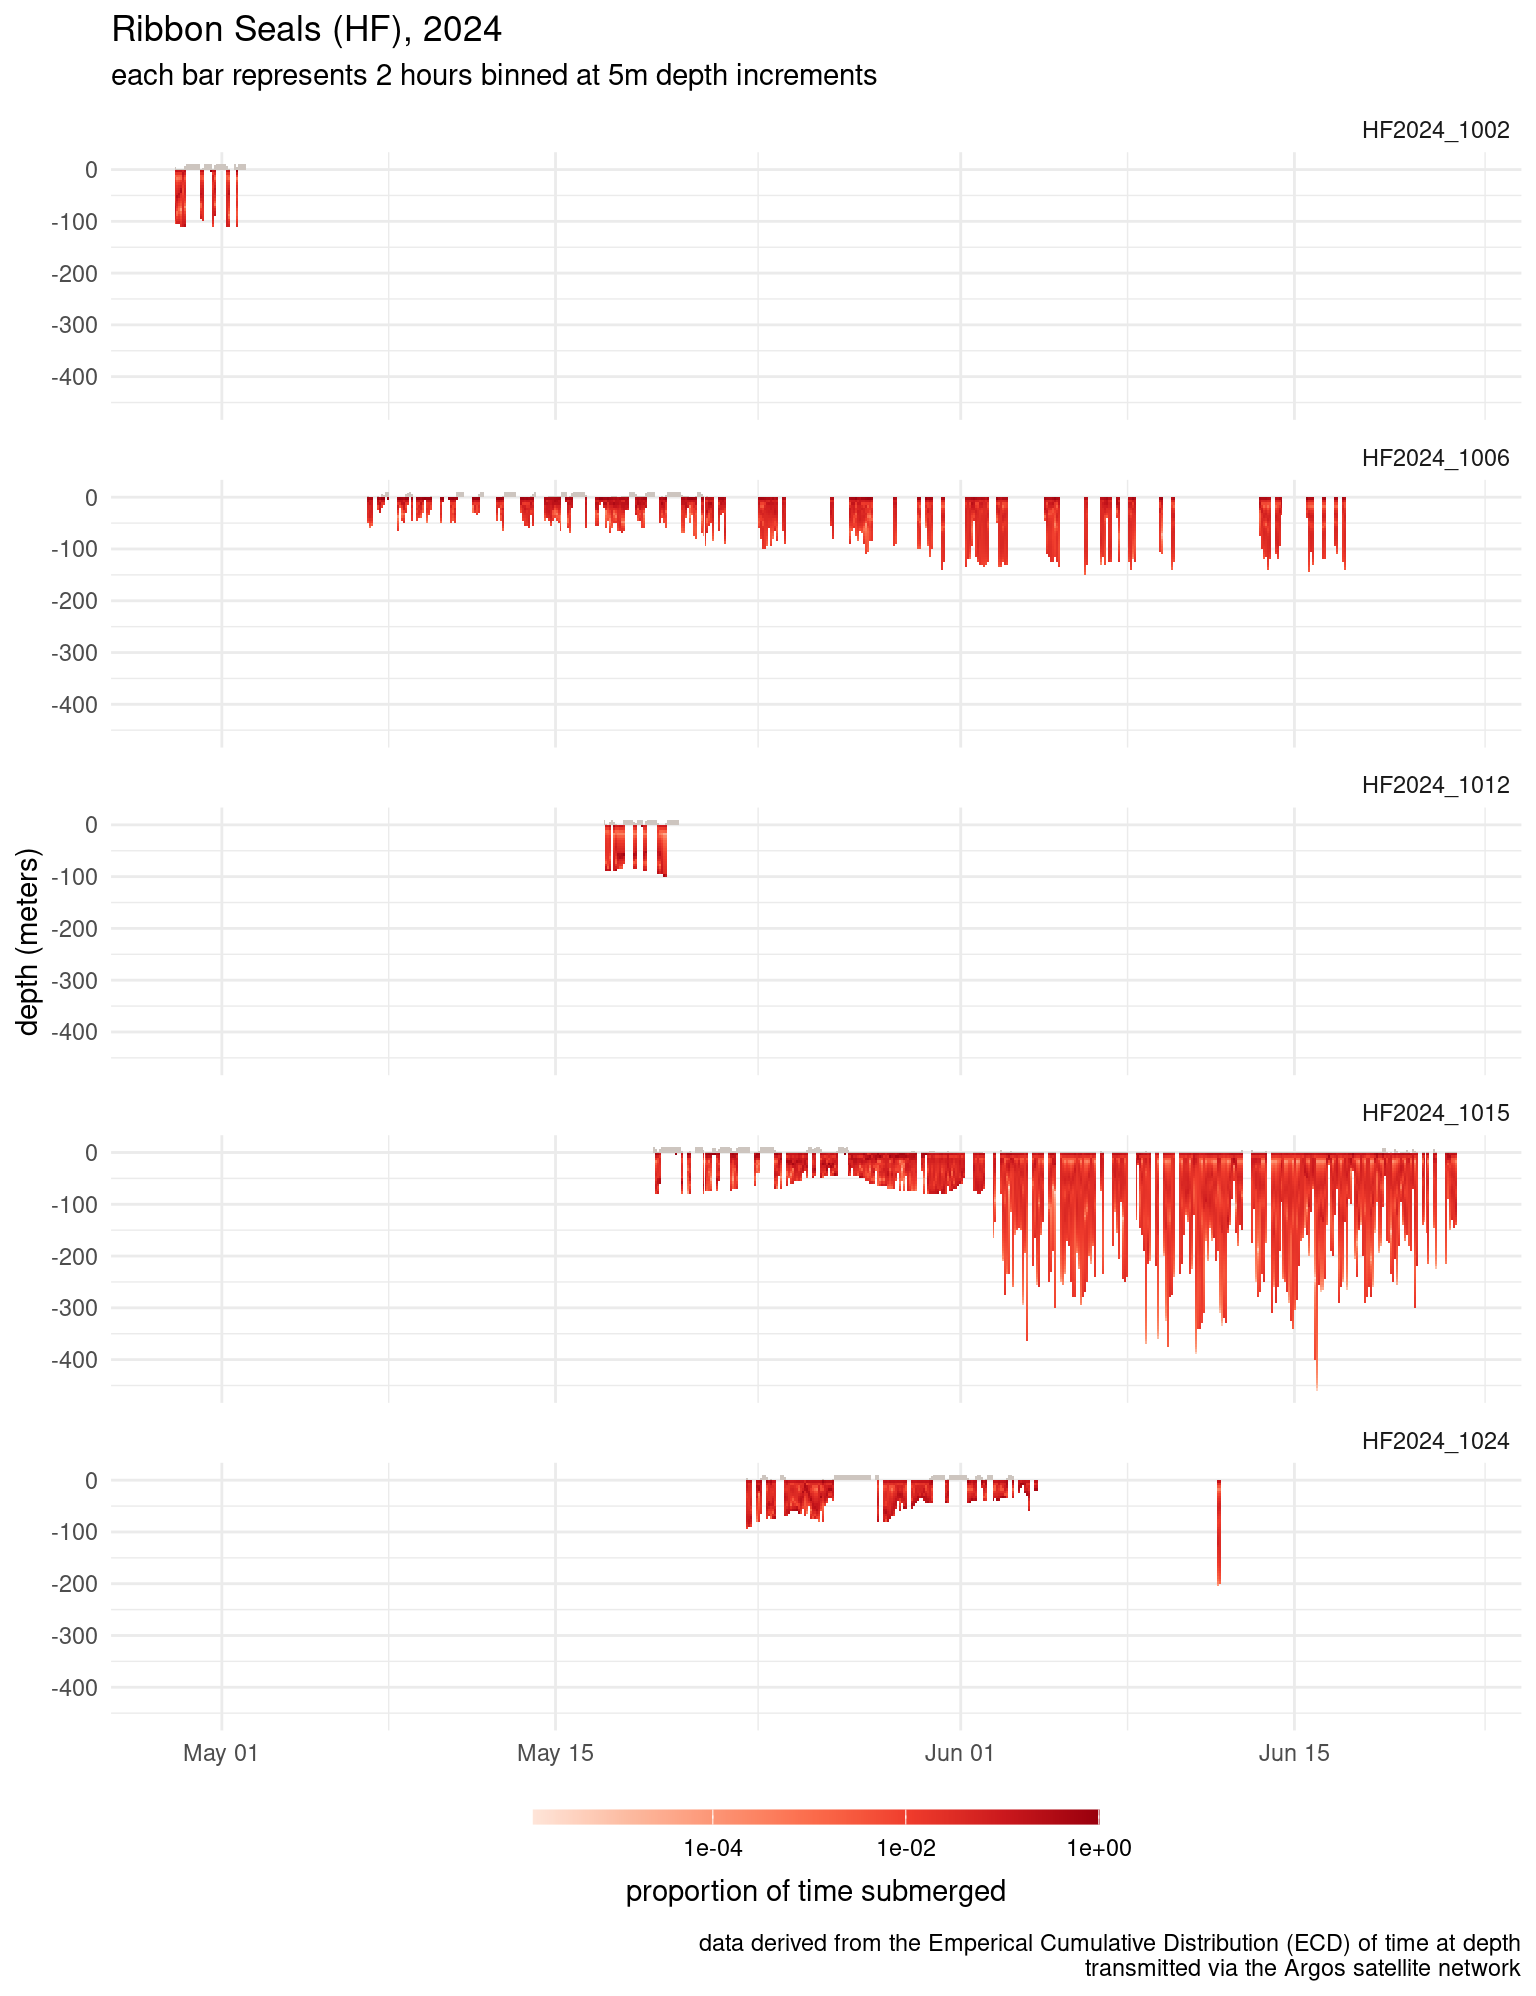 Ribbon Seals (HF), 2024
each bar represents 2 hours binned at 5m depth increments
HF2024_1002
0
-100
-200
-300
-400
HF2024_1006
0
-100
-200
-300
-400
HF2024_1012
0
-100
-200
-300
-400
depth (meters)
HF2024_1015
0
-100
-200
-300
-400
HF2024_1024
0
-100
-200
-300
-400
May 01 May 15 Jun 01 Jun 15
1e-04 1e-02 1e+00
proportion of time submerged
data derived from the Emperical Cumulative Distribution (ECD) of time at depth
transmitted via the Argos satellite network